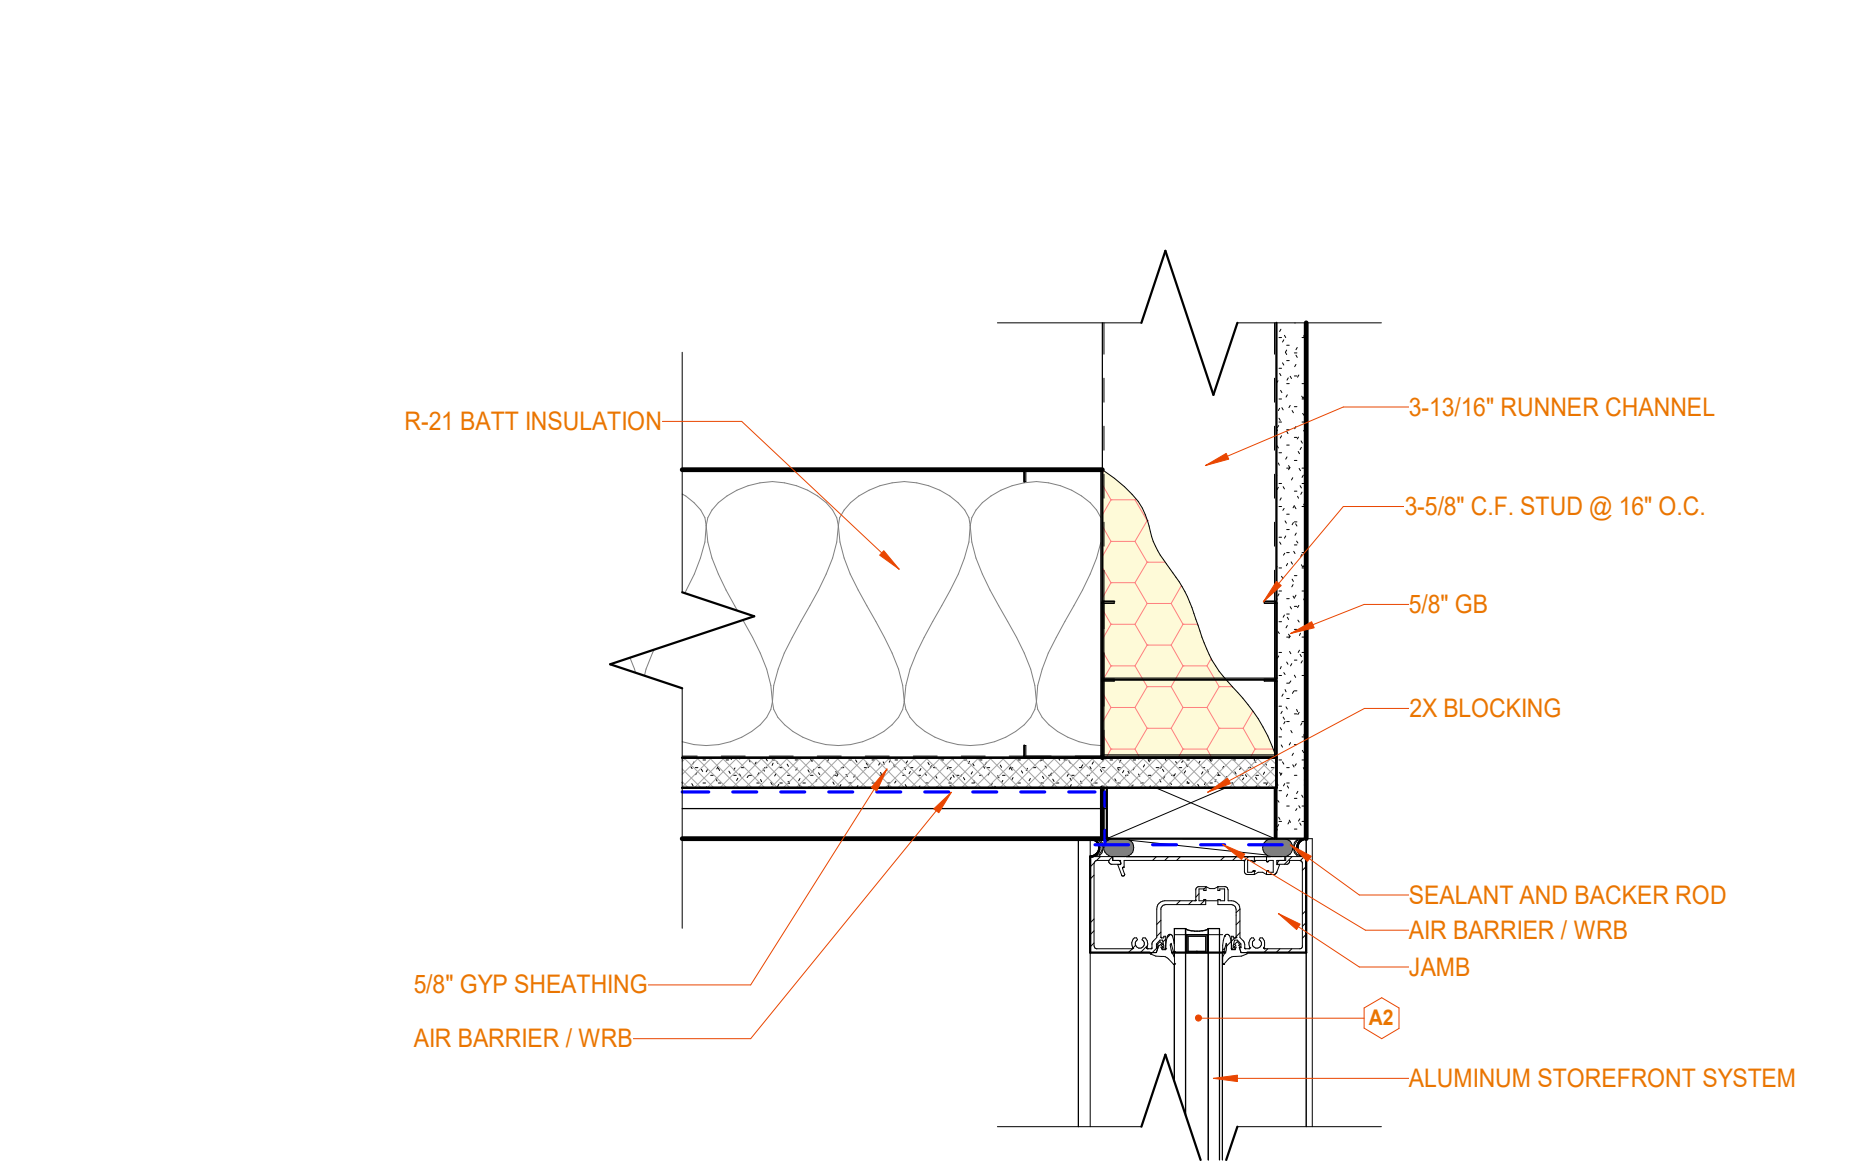 3-13/16" RUNNER CHANNEL
R-21 BATT INSULATION
3-5/8" C.F. STUD @ 16" O.C.
5/8" GB
2X BLOCKING
SEALANT AND BACKER ROD
AIR BARRIER / WRB
JAMB
5/8" GYP SHEATHING
A2
AIR BARRIER / WRB
ALUMINUM STOREFRONT SYSTEM